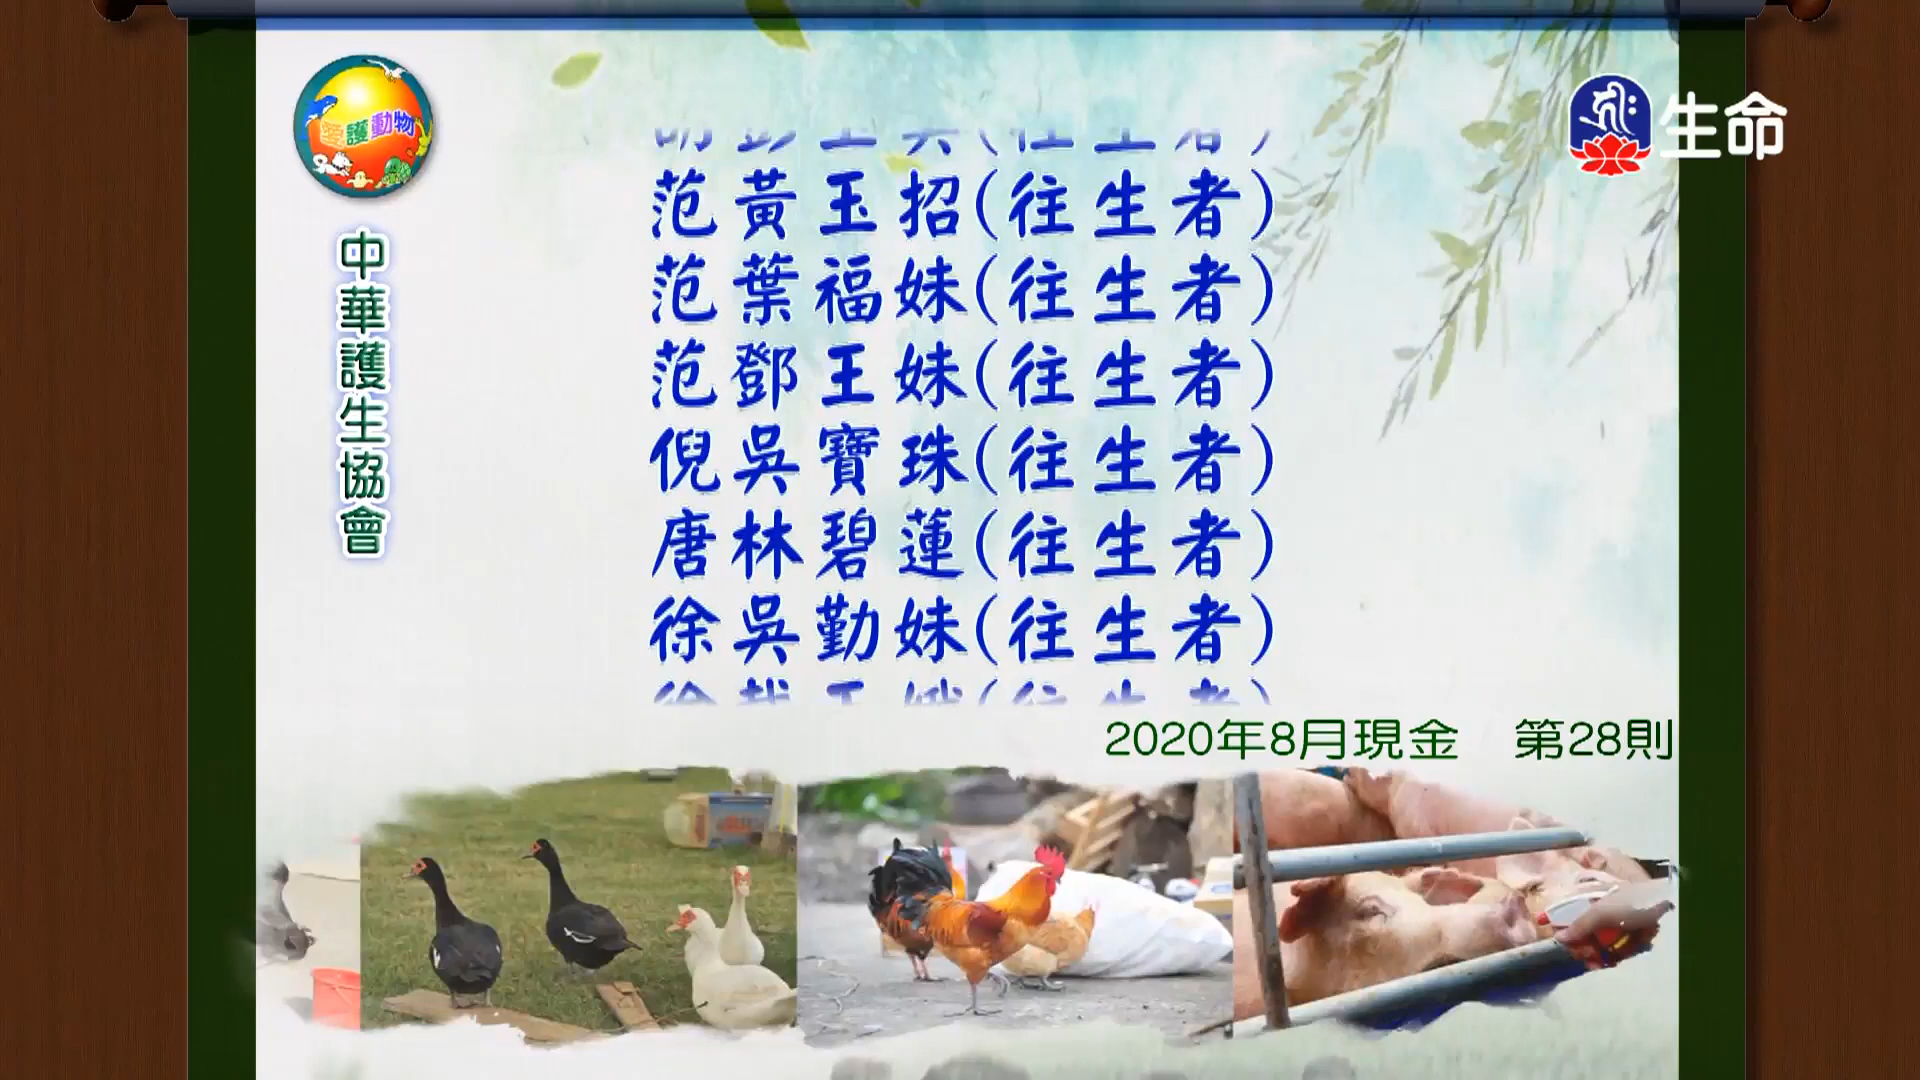 愛護動物
生命
中華護生協會
范黃玉招(往生者)
范葉福妹(往生者)
范鄧王妹(往生者)
倪吳寶珠(往生者)
唐林碧蓮(往生者)
徐吳勤妹(往生者)
2020年8月現金　第28則